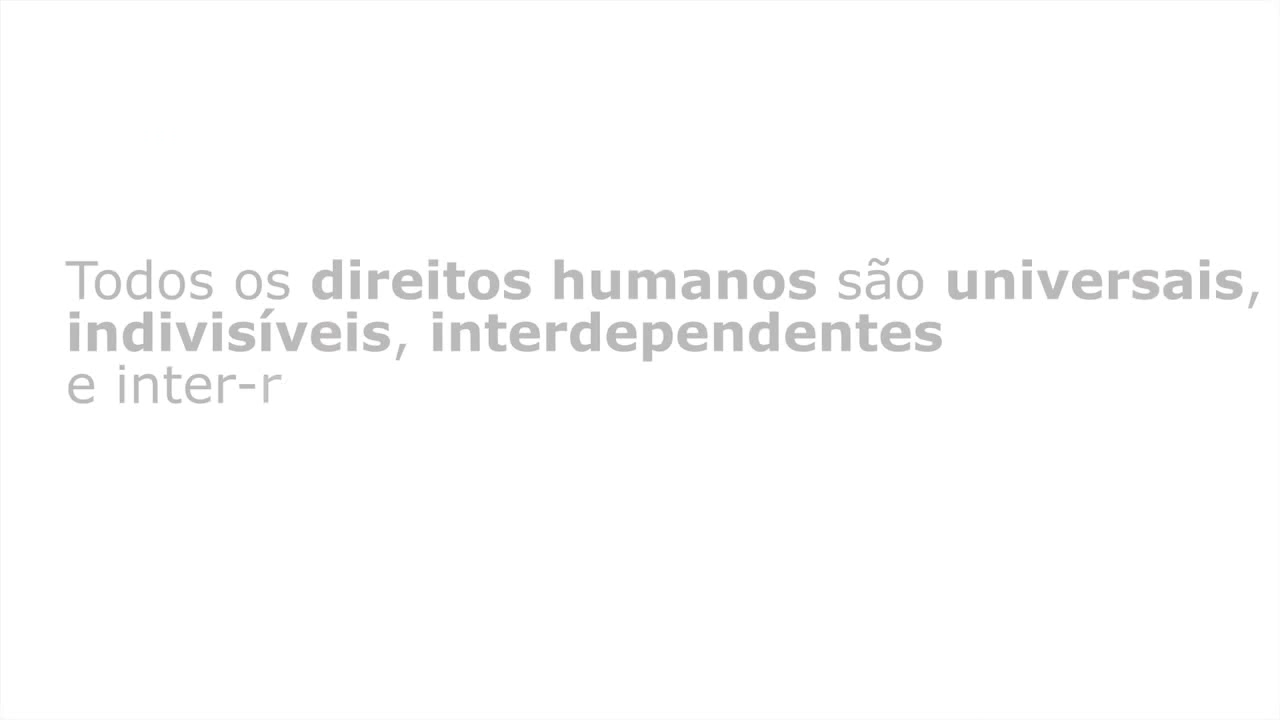 Todos os direitos humanos são universais,
indivisíveis, interdependentes
e inter-r